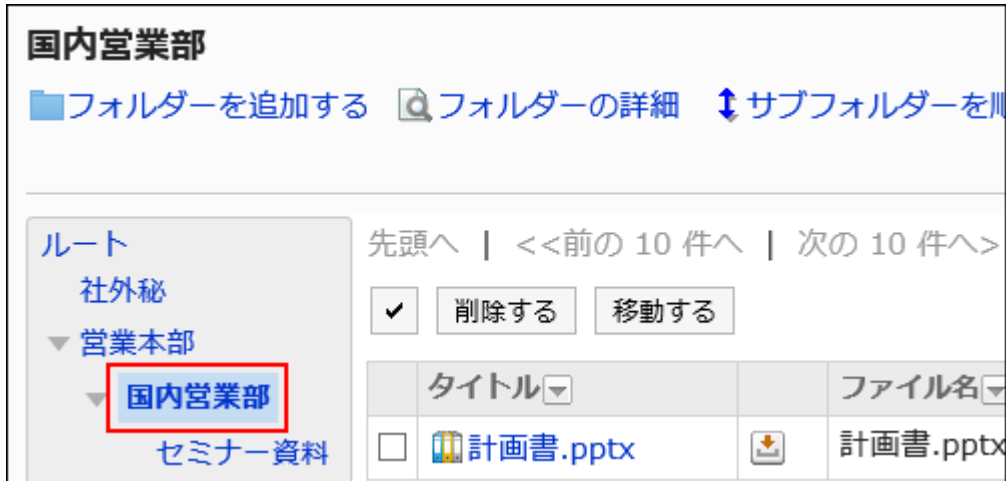 国内営業部
フォルダーを追加する フォルダーの詳細 サブフォルダーを
ルート
社外秘
営業本部
国内営業部
セミナー資料
先頭へ | <<前の 10 件へ | 次の 10 件へ>
削除する 移動する
タイトル ファイル名
計画書.pptx 計画書.pptx